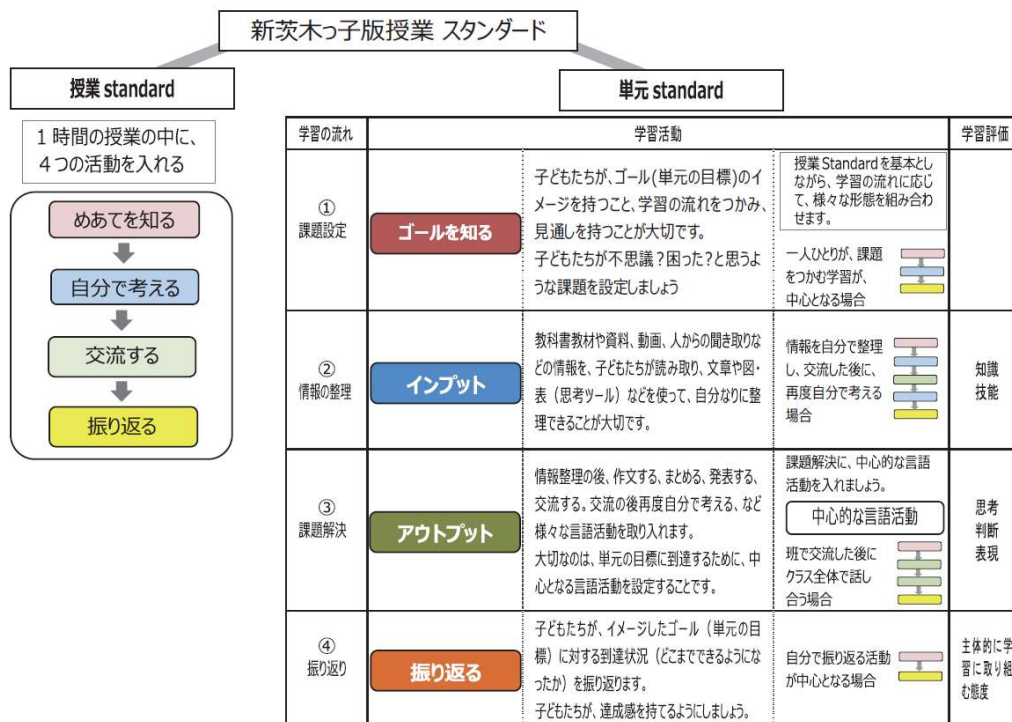 新茨木っ子版授業 スタンダード
授業 standard
１時間の授業の中に、
４つの活動を入れる
めあてを知る
自分で考える
交流する
振り返る
単元 standard
学習の流れ
学習活動
学習評価
①
課題設定
ゴールを知る
子どもたちが、ゴール(単元の目標)のイ
メージを持つこと、学習の流れをつかみ、
見通しを持つことが大切です。
子どもたちが不思議？困った？と思うよ
うな課題を設定しましょう
授業 Standard を基本とし
ながら、学習の流れに応じ
て、様々な形態を組み合わ
せます。
一人ひとりが、課題
をつかむ学習が、
中心となる場合
②
情報の整理
インプット
教科書教材や資料、動画、人からの聞き取りな
どの情報を、子どもたちが読み取り、文章や図・
表（思考ツール）などを使って、自分なりに整
理できることが大切です。
情報を自分で整理
し、交流した後に、
再度自分で考える
場合
知識
技能
③
課題解決
アウトプット
情報整理の後、作文する、まとめる、発表する、
交流する。交流の後再度自分で考える、など
様々な言語活動を取り入れます。
大切なのは、単元の目標に到達するために、中
心となる言語活動を設定することです。
課題解決に、中心的な言語
活動を入れましょう。
中心的な言語活動
班で交流した後に
クラス全体で話し
合う場合
思考
判断
表現
④
振り返り
振り返る
子どもたちが、イメージしたゴール（単元の目
標）に対する到達状況（どこまでできるようにな
ったか）を振り返ります。
子どもたちが、達成感を持てるようにしましょう。
自分で振り返る活動
が中心となる場合
主体的に学
習に取り組
む態度